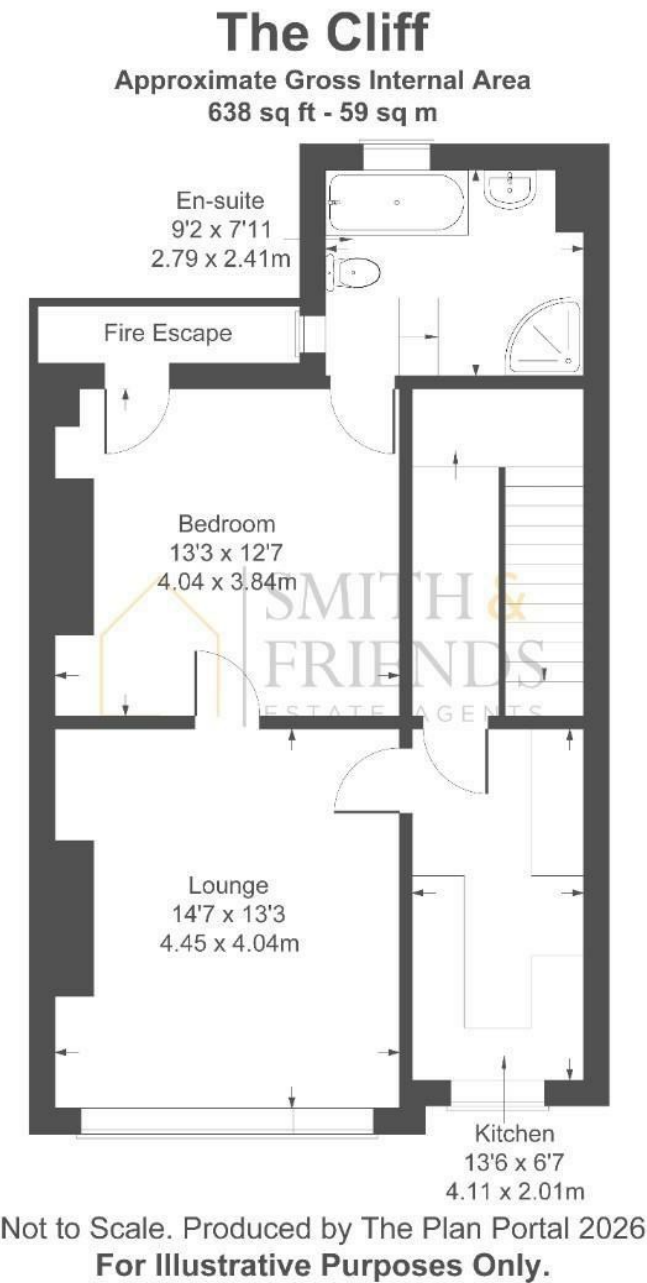 The Cliff
Approximate Gross Internal Area
638 sq ft - 59 sq m
En-suite
9'2 x 7'11
2.79 x 2.41m
Fire Escape
Bedroom
13'3 x 12'7
4.04 x 3.84m
SMITH &
FRIENDS
ESTATE AGENTS
Lounge
14'7 x 13'3
4.45 x 4.04m
Kitchen
13'6 x 6'7
4.11 x 2.01m
Not to Scale. Produced by The Plan Portal 2026
For Illustrative Purposes Only.